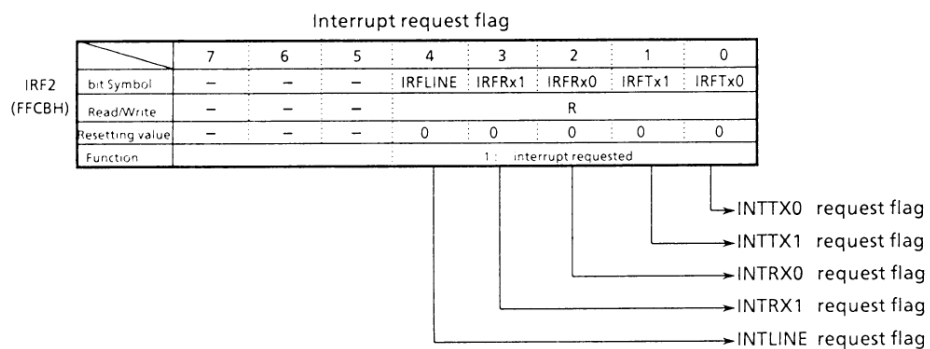 Interrupt request flag
7 6 5 4 3 2 1 0
IRF2 bit Symbol – – – IRFLINE IRFRx1 IRFRx0 IRFTx1 IRFTx0
(FFCBH) Read/Write – – – R
Resetting value – – – 0 0 0 0 0
Function 1 : interrupt requested
INTTX0 request flag
INTTX1 request flag
INTRX0 request flag
INTRX1 request flag
INTLINE request flag